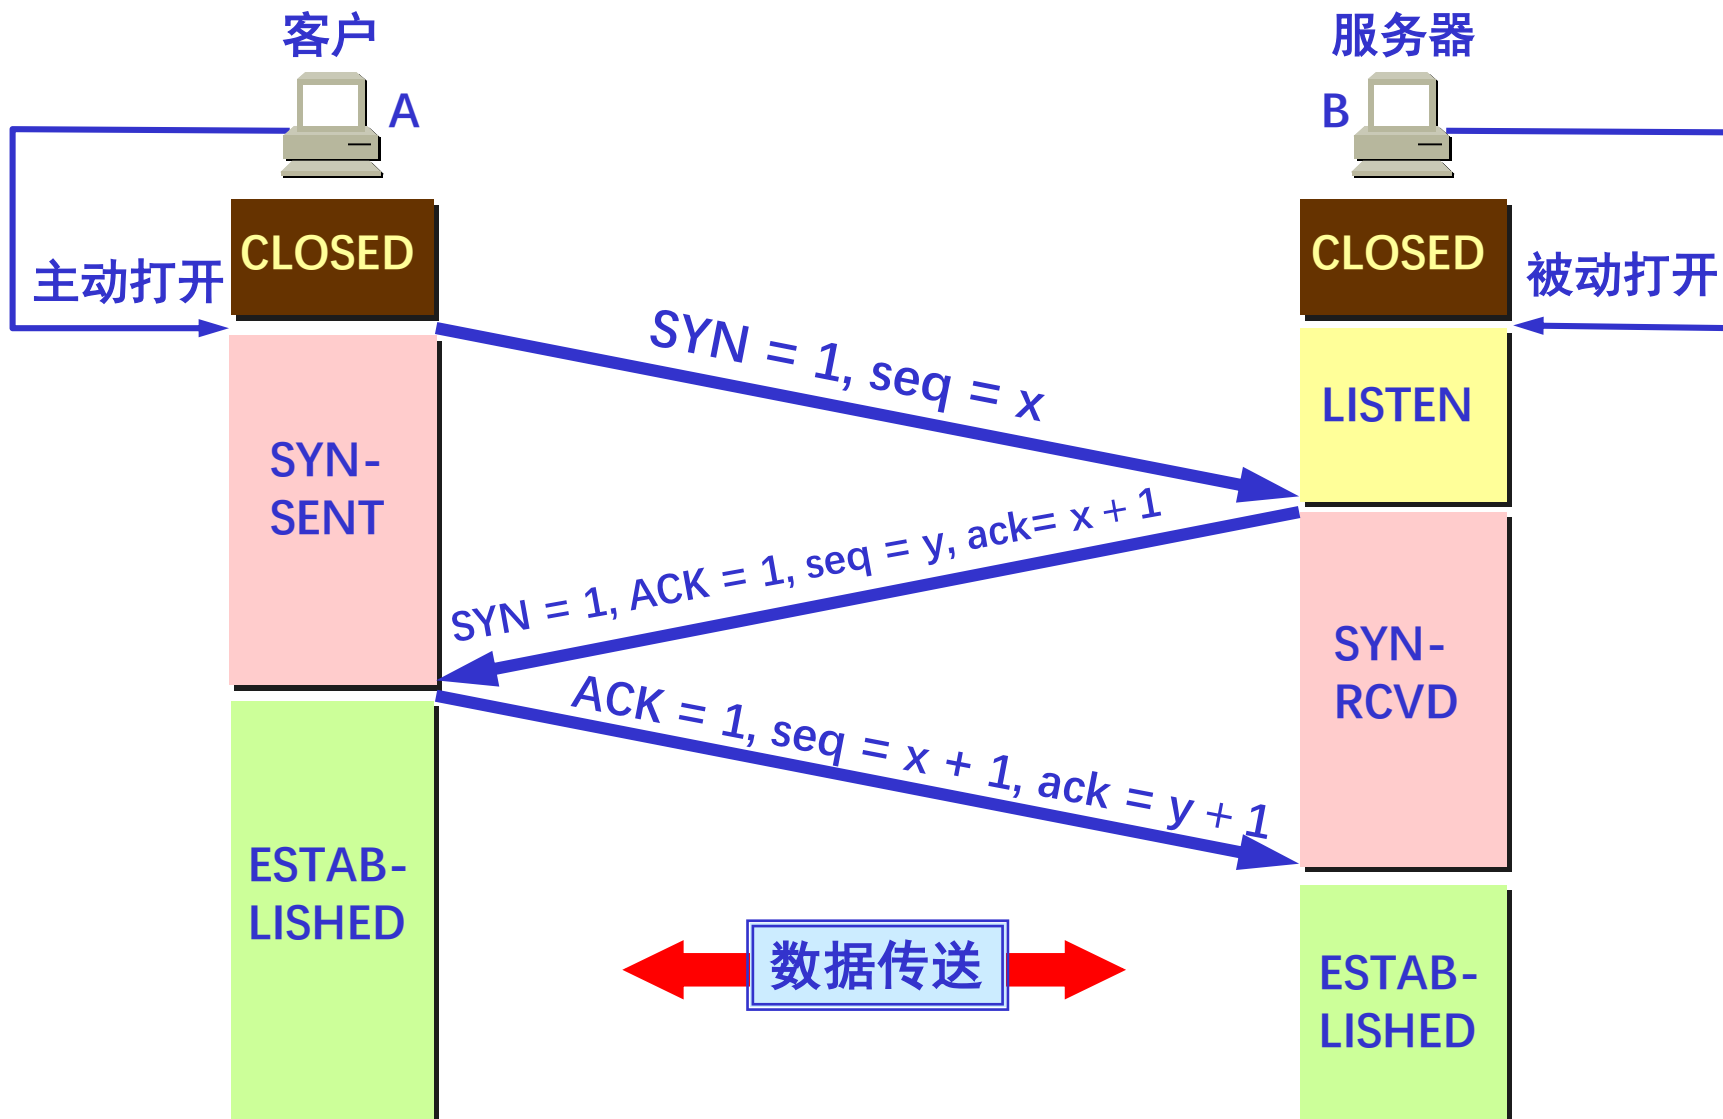 客户
服务器
A
B
CLOSED
CLOSED
主动打开
被动打开
SYN = 1, seq = x
LISTEN
SYN-
SENT
SYN = 1, ACK = 1, seq = y, ack= x + 1
SYN-
RCVD
ACK = 1, seq = x + 1, ack = y + 1
ESTAB-
LISHED
数据传送
ESTAB-
LISHED